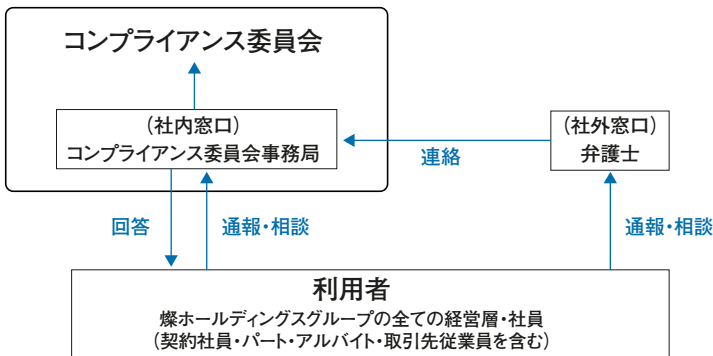 コンプライアンス委員会
(社内窓口)
コンプライアンス委員会事務局
(社外窓口)
弁護士
連絡
回答
通報・相談
通報・相談
利用者
燦ホールディングスグループの全ての経営層・社員
(契約社員・パート・アルバイト・取引先従業員を含む)